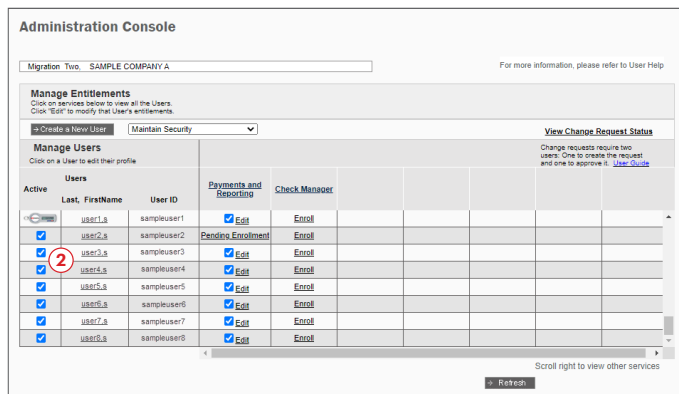 Administration Console
Migration Two, SAMPLE COMPANY A
For more information, please refer to User Help
Manage Entitlements
Click on services below to view all the Users.
Click "Edit" to modify that User's entitlements.
Create a New User
Maintain Security
View Change Request Status
Manage Users
Click on a User to edit their profile
Change requests require two
users: One to create the request
and one to approve it. User Guide
Active
Users
Last, FirstName
User ID
Payments and
Reporting
Check Manager
user1,s sampleuser1 Edit Enroll
user2,s sampleuser2 Pending Enrollment Enroll
user3,s sampleuser3 Edit Enroll
2
user4,s sampleuser4 Edit Enroll
user5,s sampleuser5 Edit Enroll
user6,s sampleuser6 Edit Enroll
user7,s sampleuser7 Edit Enroll
user8,s sampleuser8 Edit Enroll
Scroll right to view other services
Refresh